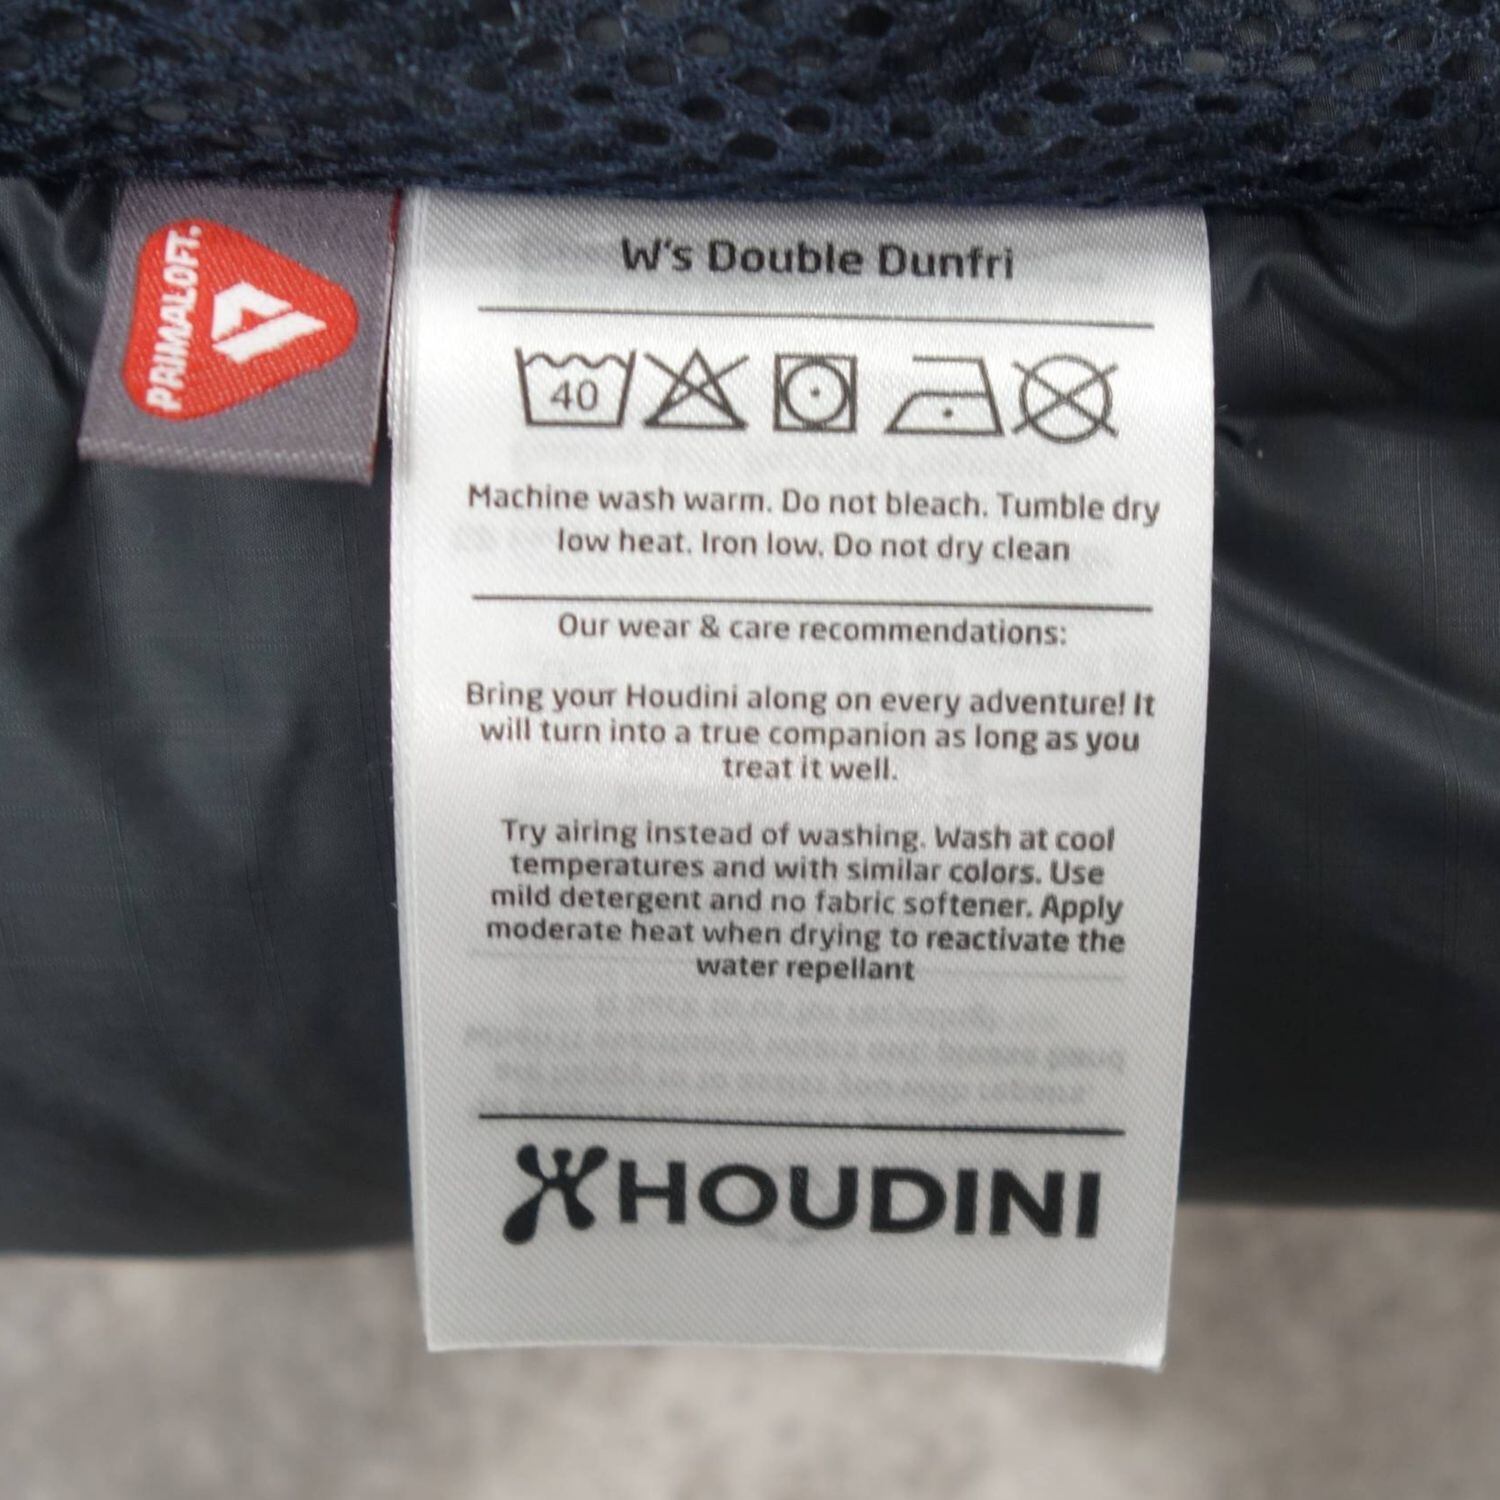 PRIMALOFT.
W's Double Dunfri
40
Machine wash warm. Do not bleach. Tumble dry
low heat. Iron low. Do not dry clean
Our wear & care recommendations:
Bring your Houdini along on every adventure! It
will turn into a true companion as long as you
treat it well.
Try airing instead of washing. Wash at cool
temperatures and with similar colors. Use
mild detergent and no fabric softener. Apply
moderate heat when drying to reactivate the
water repellant
HOUDINI